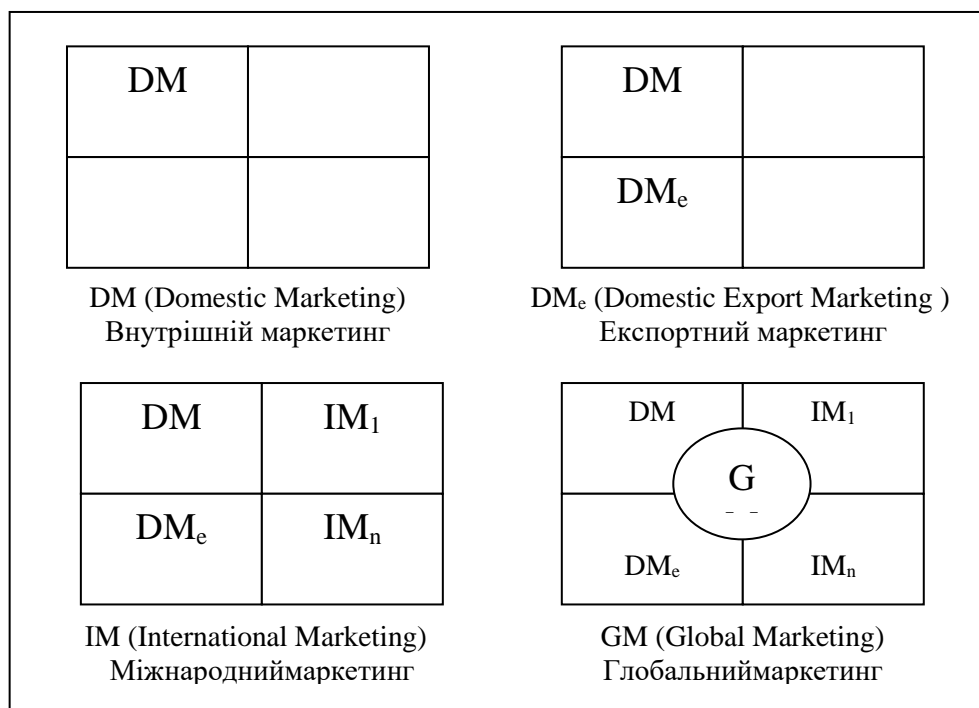 DM
DM
DMₑ
DM (Domestic Marketing)
Внутрішній маркетинг
DMₑ (Domestic Export Marketing )
Експортний маркетинг
DM IM₁
DMₑ IMₙ
DM IM₁
G
DMₑ IMₙ
IM (International Marketing)
Міжнародниймаркетинг
GM (Global Marketing)
Глобальниймаркетинг